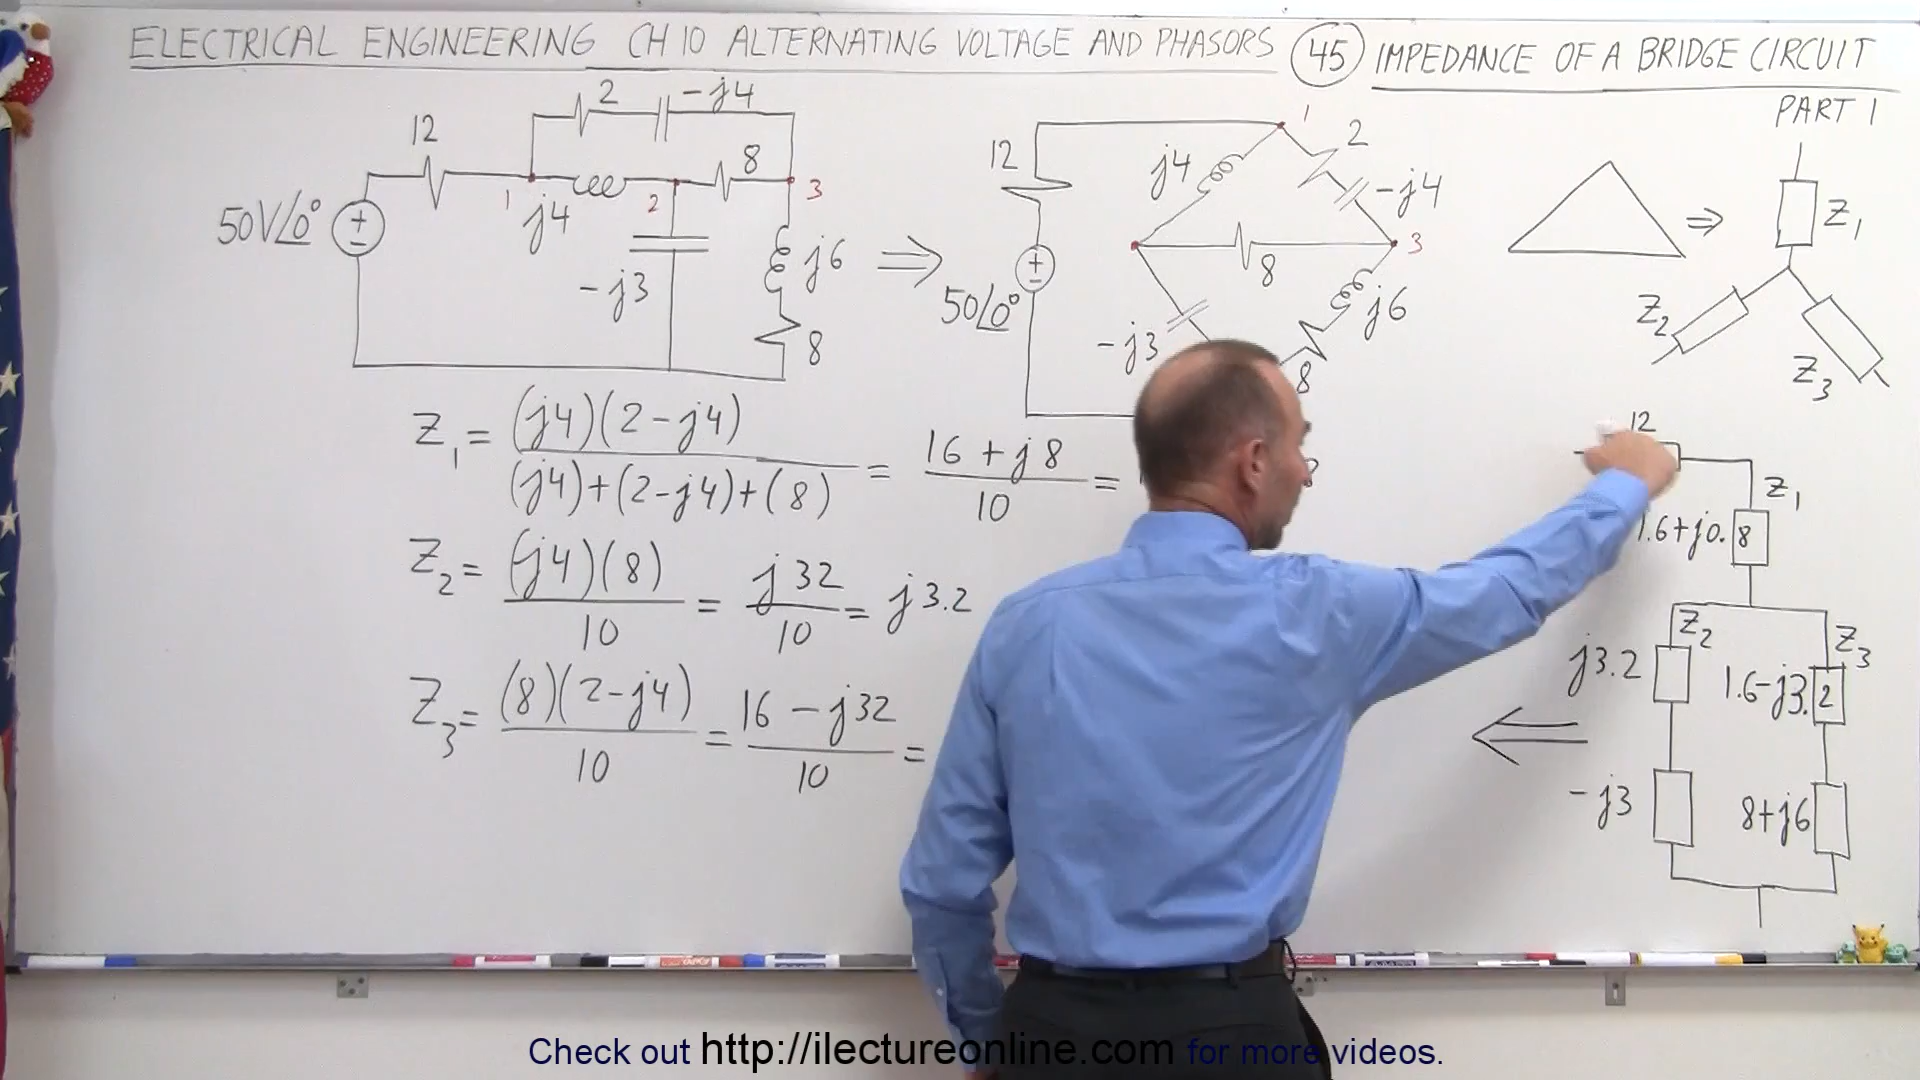 ELECTRICAL ENGINEERING CH 10 ALTERNATING VOLTAGE AND PHASORS 45 IMPEDANCE OF A BRIDGE CIRCUIT
PART 1
12
2
-j4
1
j4
2
8
3
50V∠0°
+
-
-j3
j6
8
⇒
12
50∠0°
+
-
1
j4
2
-j4
8
3
-j3
j6
8
⇒
Z1
Z2
Z3
Z1 = (j4)(2-j4) / (j4)+(2-j4)+(8) = 16+j8 / 10 =
Z2 = (j4)(8) / 10 = j32 / 10 = j3.2
Z3 = (8)(2-j4) / 10 = 16-j32 / 10 =
12
Z1
1.6+j0.8
Z2
j3.2
Z3
1.6-j3.2
-j3
8+j6
⇐
Check out http://ilectureonline.com for more videos.